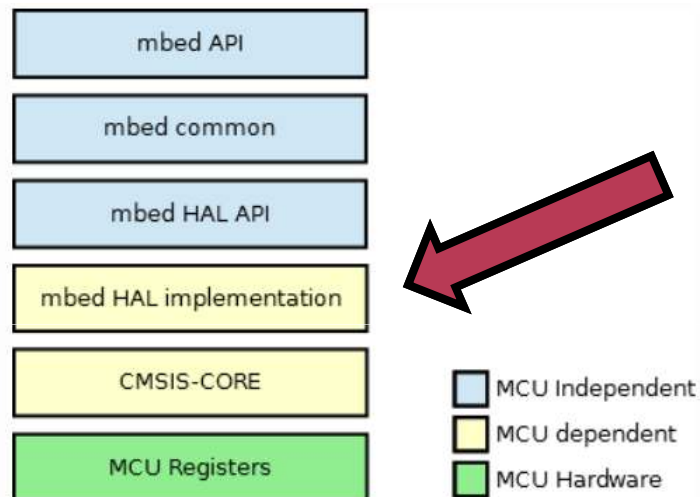 mbed API
mbed common
mbed HAL API
mbed HAL implementation
CMSIS-CORE
MCU Registers
MCU Independent
MCU dependent
MCU Hardware